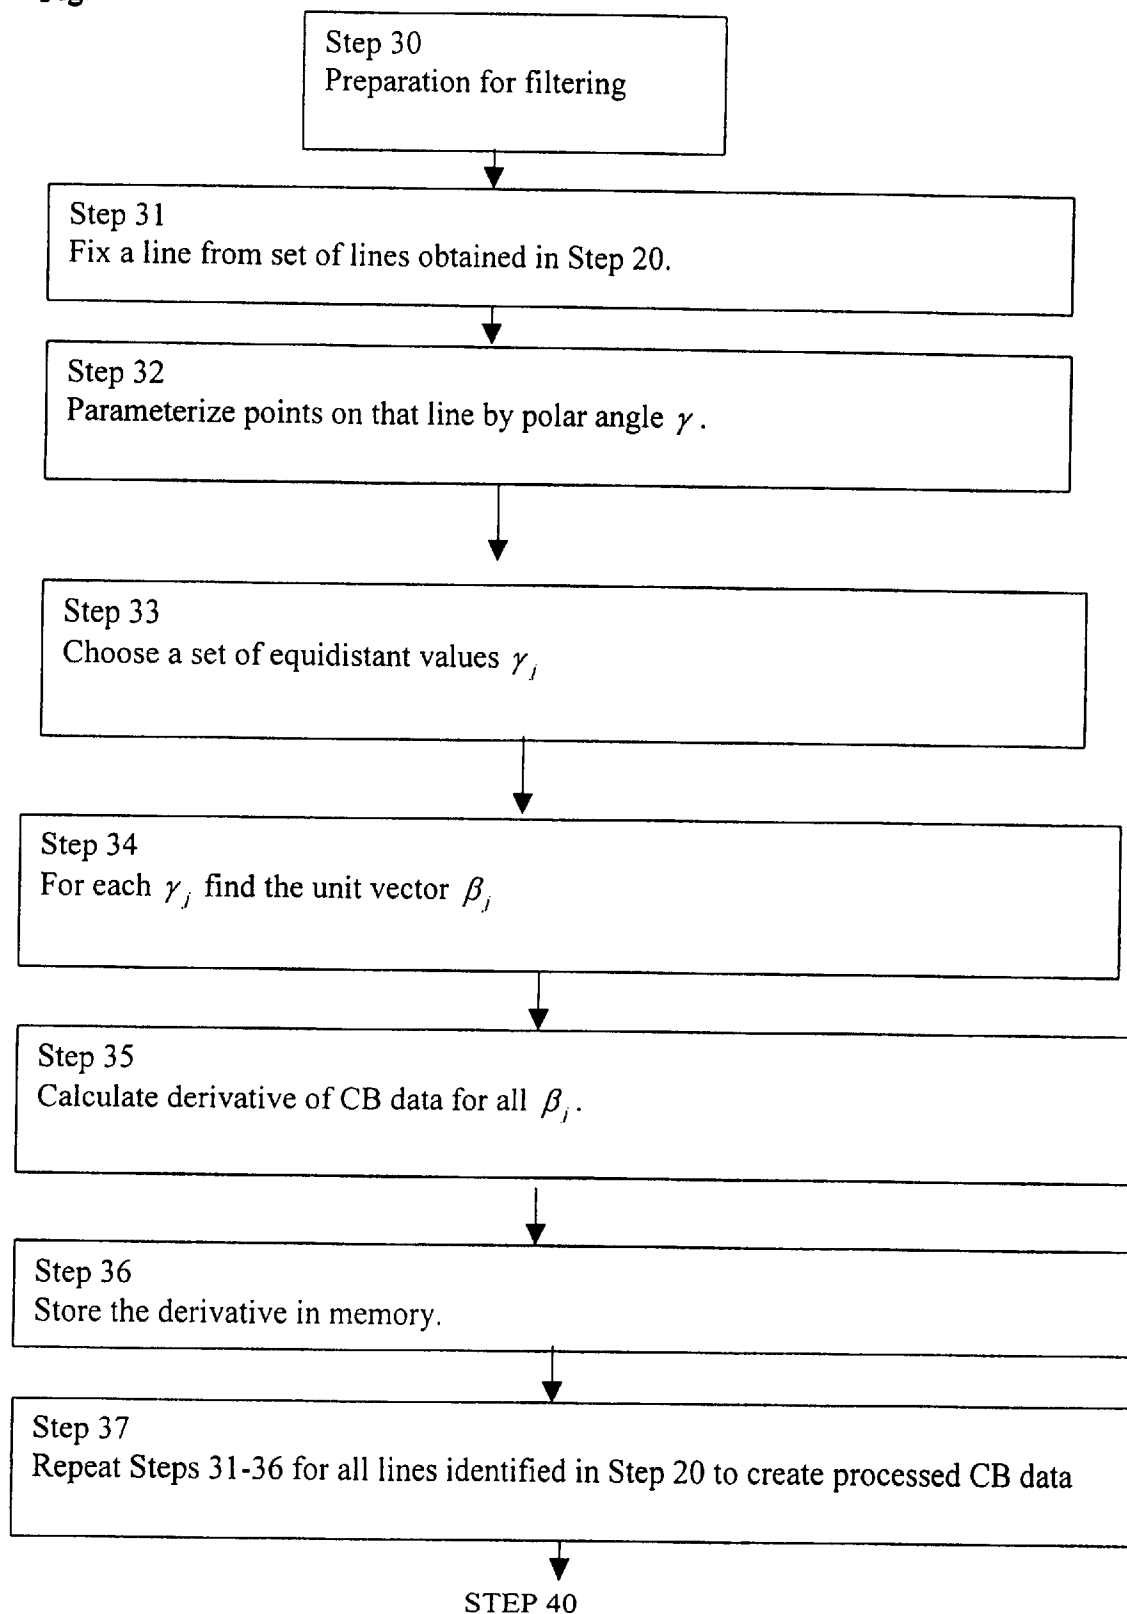 Step 30
Preparation for filtering
Step 31
Fix a line from set of lines obtained in Step 20.
Step 32
Parameterize points on that line by polar angle γ.
Step 33
Choose a set of equidistant values γ_j
Step 34
For each γ_j find the unit vector β_j
Step 35
Calculate derivative of CB data for all β_j.
Step 36
Store the derivative in memory.
Step 37
Repeat Steps 31-36 for all lines identified in Step 20 to create processed CB data
STEP 40